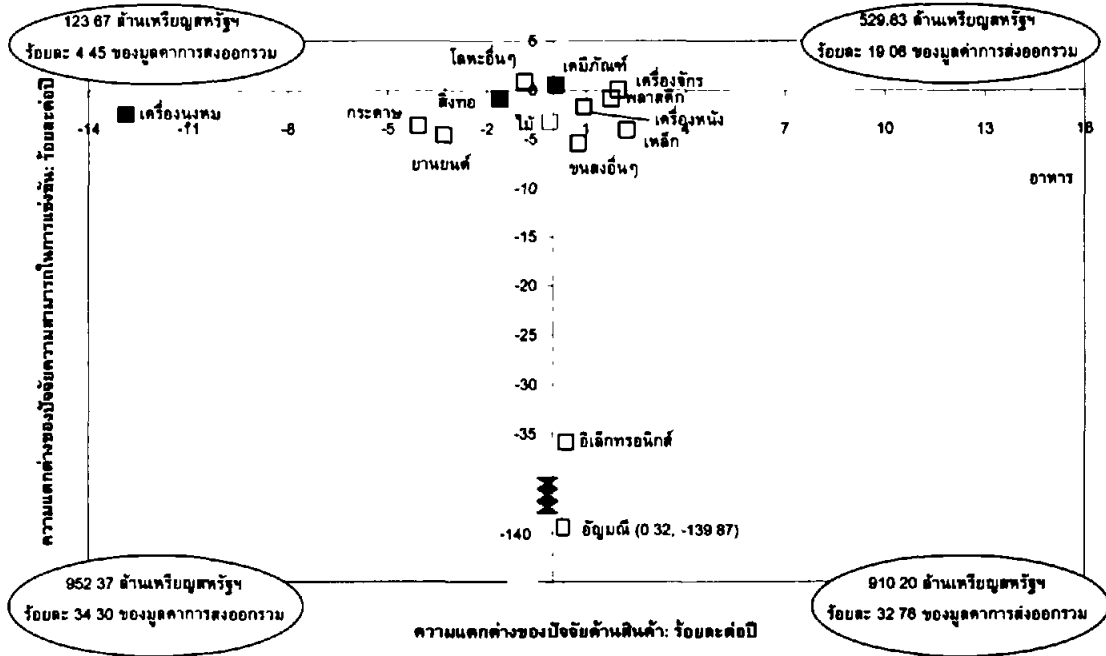 123 67 ล้านเหรียญสหรัฐฯ
ร้อยละ 4 45 ของมูลค่าการส่งออกรวม
529.83 ล้านเหรียญสหรัฐฯ
ร้อยละ 19 06 ของมูลค่าการส่งออกรวม
6
โลหะอื่นๆ
เคมีภัณฑ์
เครื่องจักร
พลาสติก
สิ่งทอ
เครื่องนุ่งห่ม
กระดาษ
ไม้
เครื่องหนัง
-14
-11
-8
-5
-2
1
4
7
10
13
16
ยานยนต์
เหล็ก
-5
ขนส่งอื่นๆ
อาหาร
-10
-15
-20
-25
-30
-35
อิเล็กทรอนิกส์
-140
อัญมณี (0 32, -139 87)
ความแตกต่างของปัจจัยความสามารถในการแข่งขัน: ร้อยละต่อปี
952 37 ล้านเหรียญสหรัฐฯ
ร้อยละ 34 30 ของมูลค่าการส่งออกรวม
910 20 ล้านเหรียญสหรัฐฯ
ร้อยละ 32 78 ของมูลค่าการส่งออกรวม
ความแตกต่างของปัจจัยด้านสินค้า: ร้อยละต่อปี